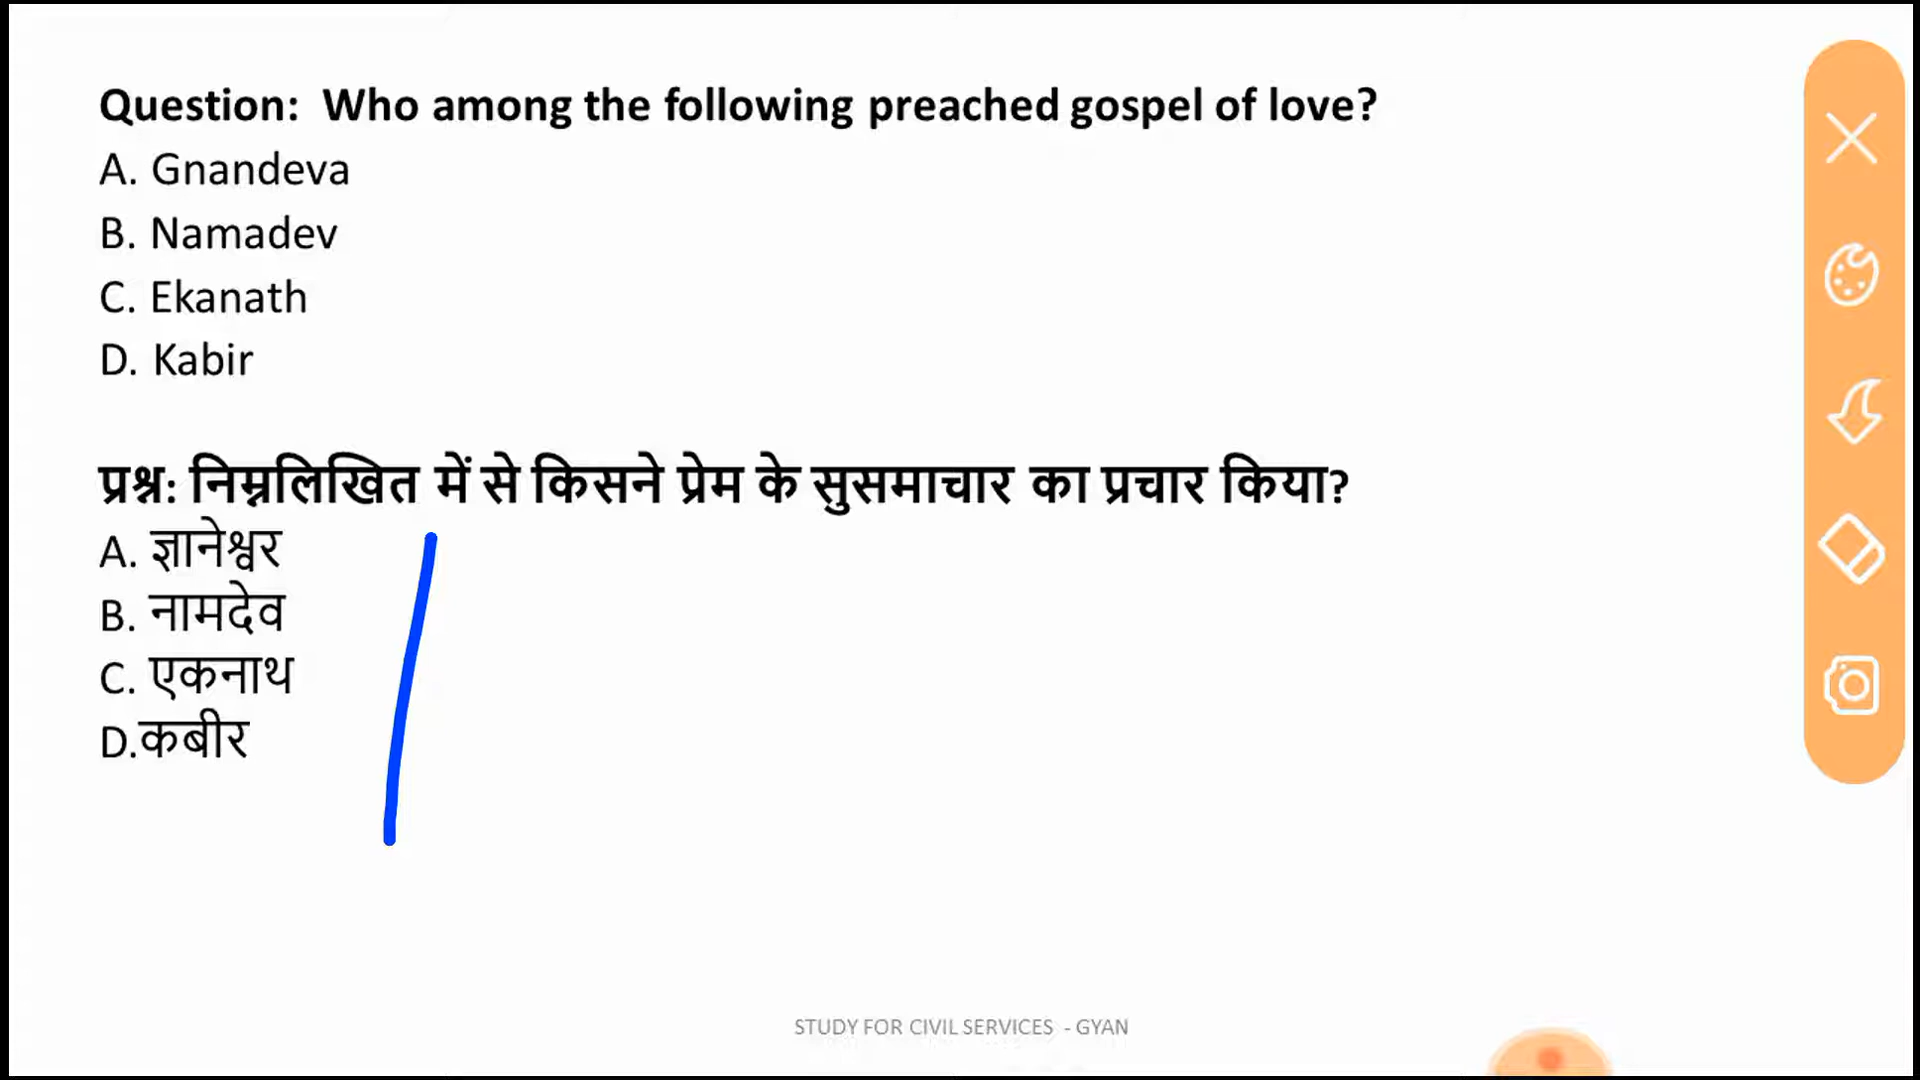 Question: Who among the following preached gospel of love?
A. Gnandeva
B. Namadev
C. Ekanath
D. Kabir
प्रश्न: निम्नलिखित में से किसने प्रेम के सुसमाचार का प्रचार किया?
A. ज्ञानेश्वर
B. नामदेव
C. एकनाथ
D.कबीर
STUDY FOR CIVIL SERVICES - GYAN